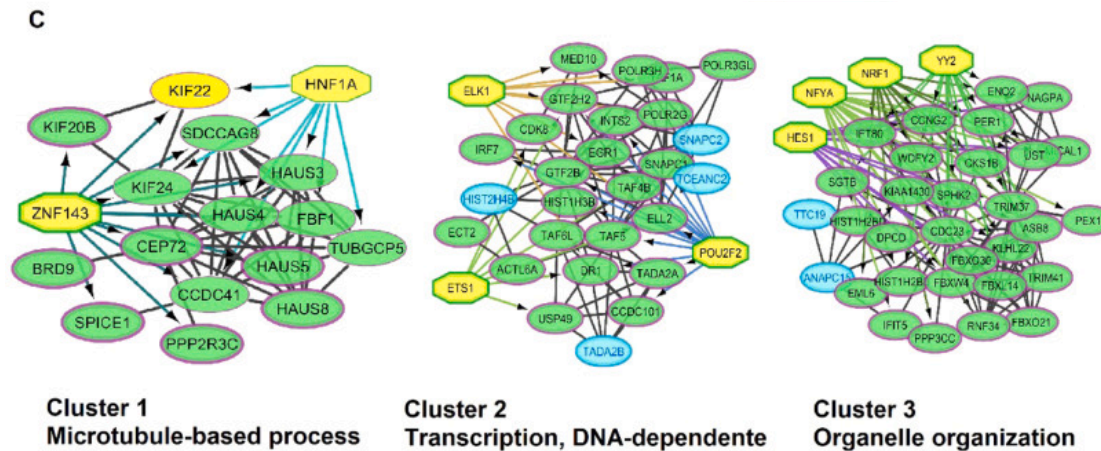 C
KIF22
HNF1A
KIF20B
SDCCAG8
KIF24
HAUS3
ZNF143
HAUS4
FBF1
CEP72
TUBGCP5
BRD9
HAUS5
CCDC41
SPICE1
HAUS8
PPP2R3C
Cluster 1
Microtubule-based process
MED10
POLR3GL
POLR3H
ELK1
GTF2H2
CDK8
INTS2
POLR2G
SNAPC2
IRF7
EGR1
SNAPC1
GTF2B
TCEANC2
TAF4B
HIST2H4B
HIST1H3B
ELL2
ECT2
TAF6L
TAF5
POU2F2
ACTL6A
DR1
TADA2A
ETS1
USP49
CCDC101
TADA2B
Cluster 2
Transcription, DNA-dependente
YY2
NRF1
NFYA
ENO2
NAGPA
CCNG2
PER1
HES1
IFT80
WDFY2
CKS1B
DST
SGTB
KIAA1430
SPHK2
TRIM37
TTC19
DPCD
CDC23
ASB8
PEX1
KLHL22
ANAPC15
FBXO30
EML6
HIST1H2B
FBXW4
FBXL14
TRIM41
IFIT5
PPP3CC
RNF34
FBXO21
Cluster 3
Organelle organization